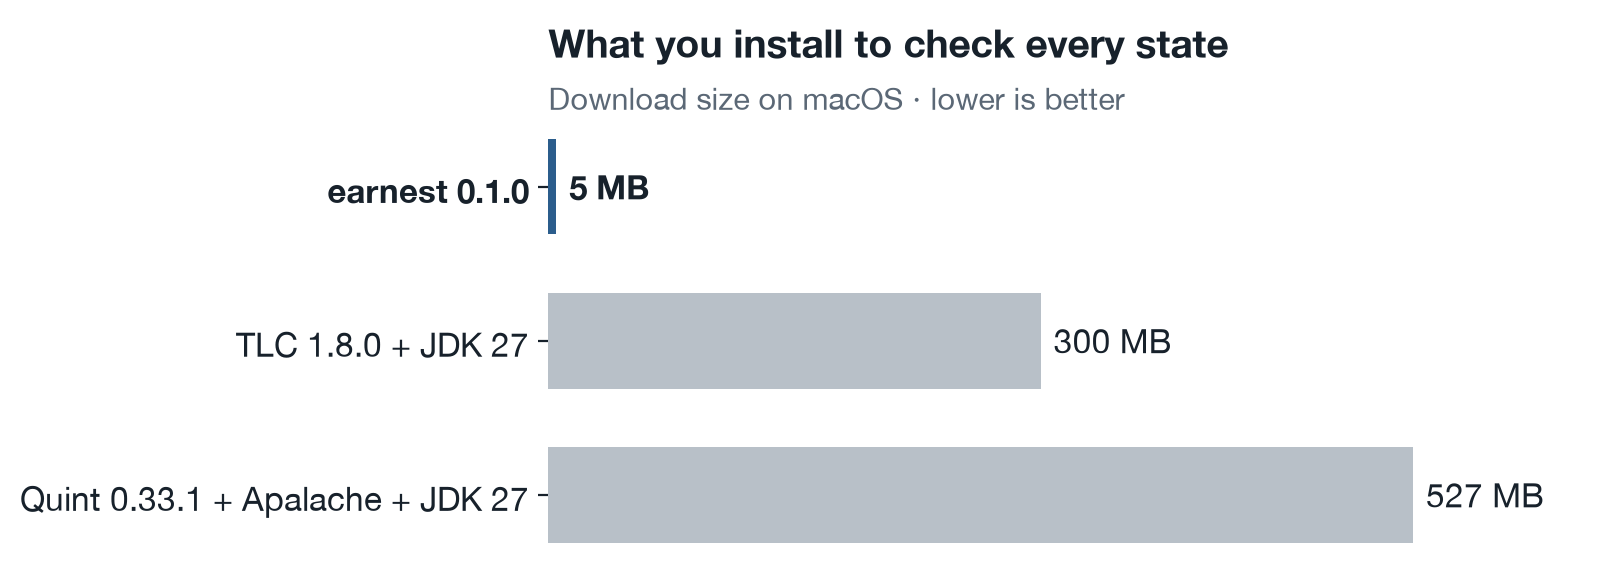 What you install to check every state
Download size on macOS · lower is better
earnest 0.1.0
5 MB
TLC 1.8.0 + JDK 27
300 MB
Quint 0.33.1 + Apalache + JDK 27
527 MB